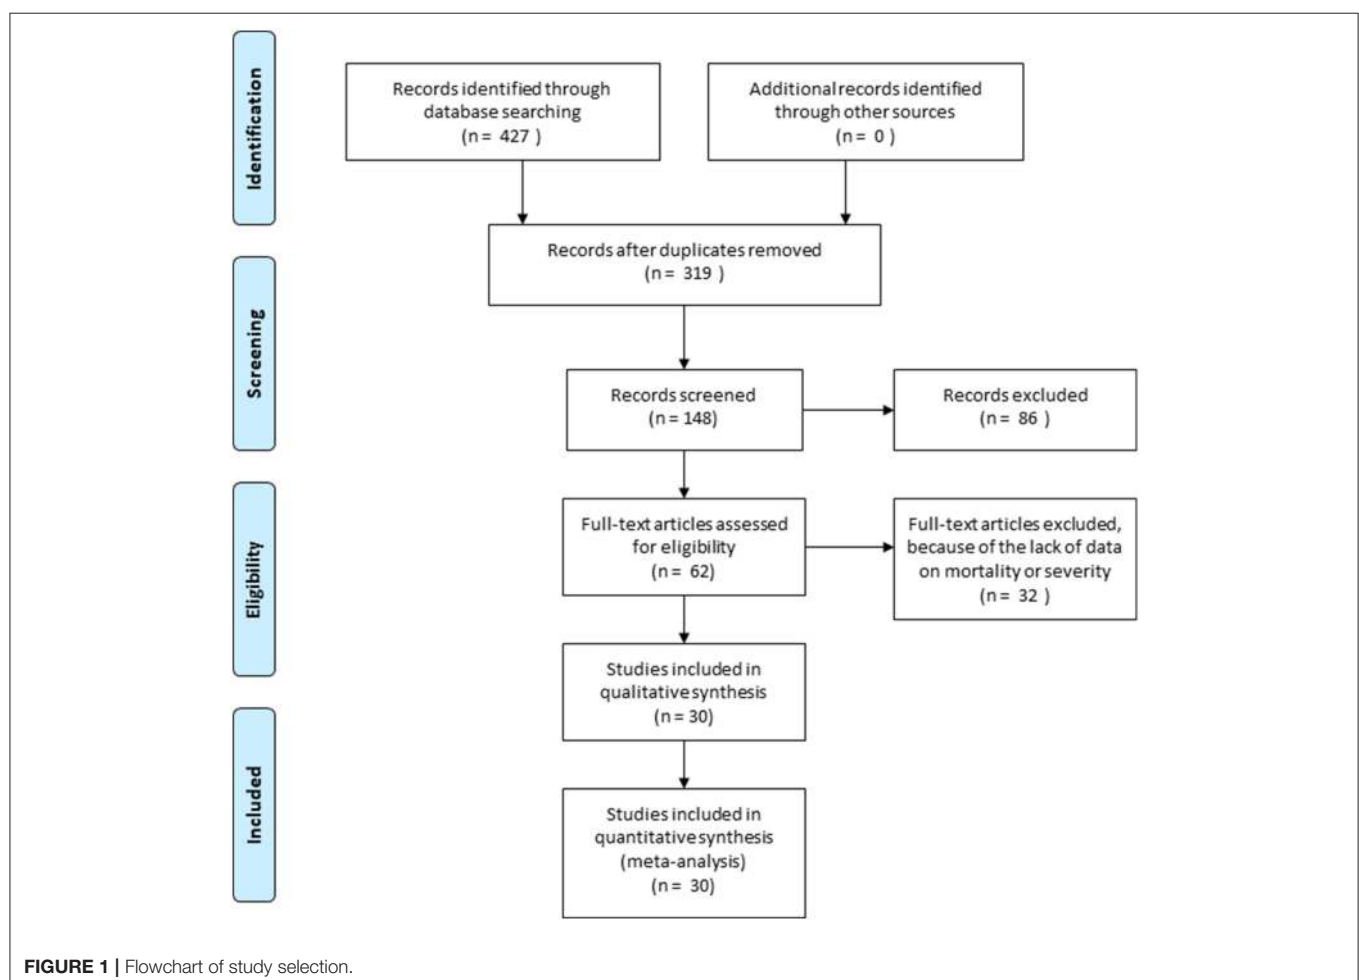 Identification
Records identified through
database searching
(n = 427 )
Additional records identified
through other sources
(n = 0 )
Records after duplicates removed
(n = 319 )
Screening
Records screened
(n = 148)
Records excluded
(n = 86 )
Eligibility
Full-text articles assessed
for eligibility
(n = 62)
Full-text articles excluded,
because of the lack of data
on mortality or severity
(n = 32 )
Studies included in
qualitative synthesis
(n = 30)
Included
Studies included in
quantitative synthesis
(meta-analysis)
(n = 30)
FIGURE 1 | Flowchart of study selection.